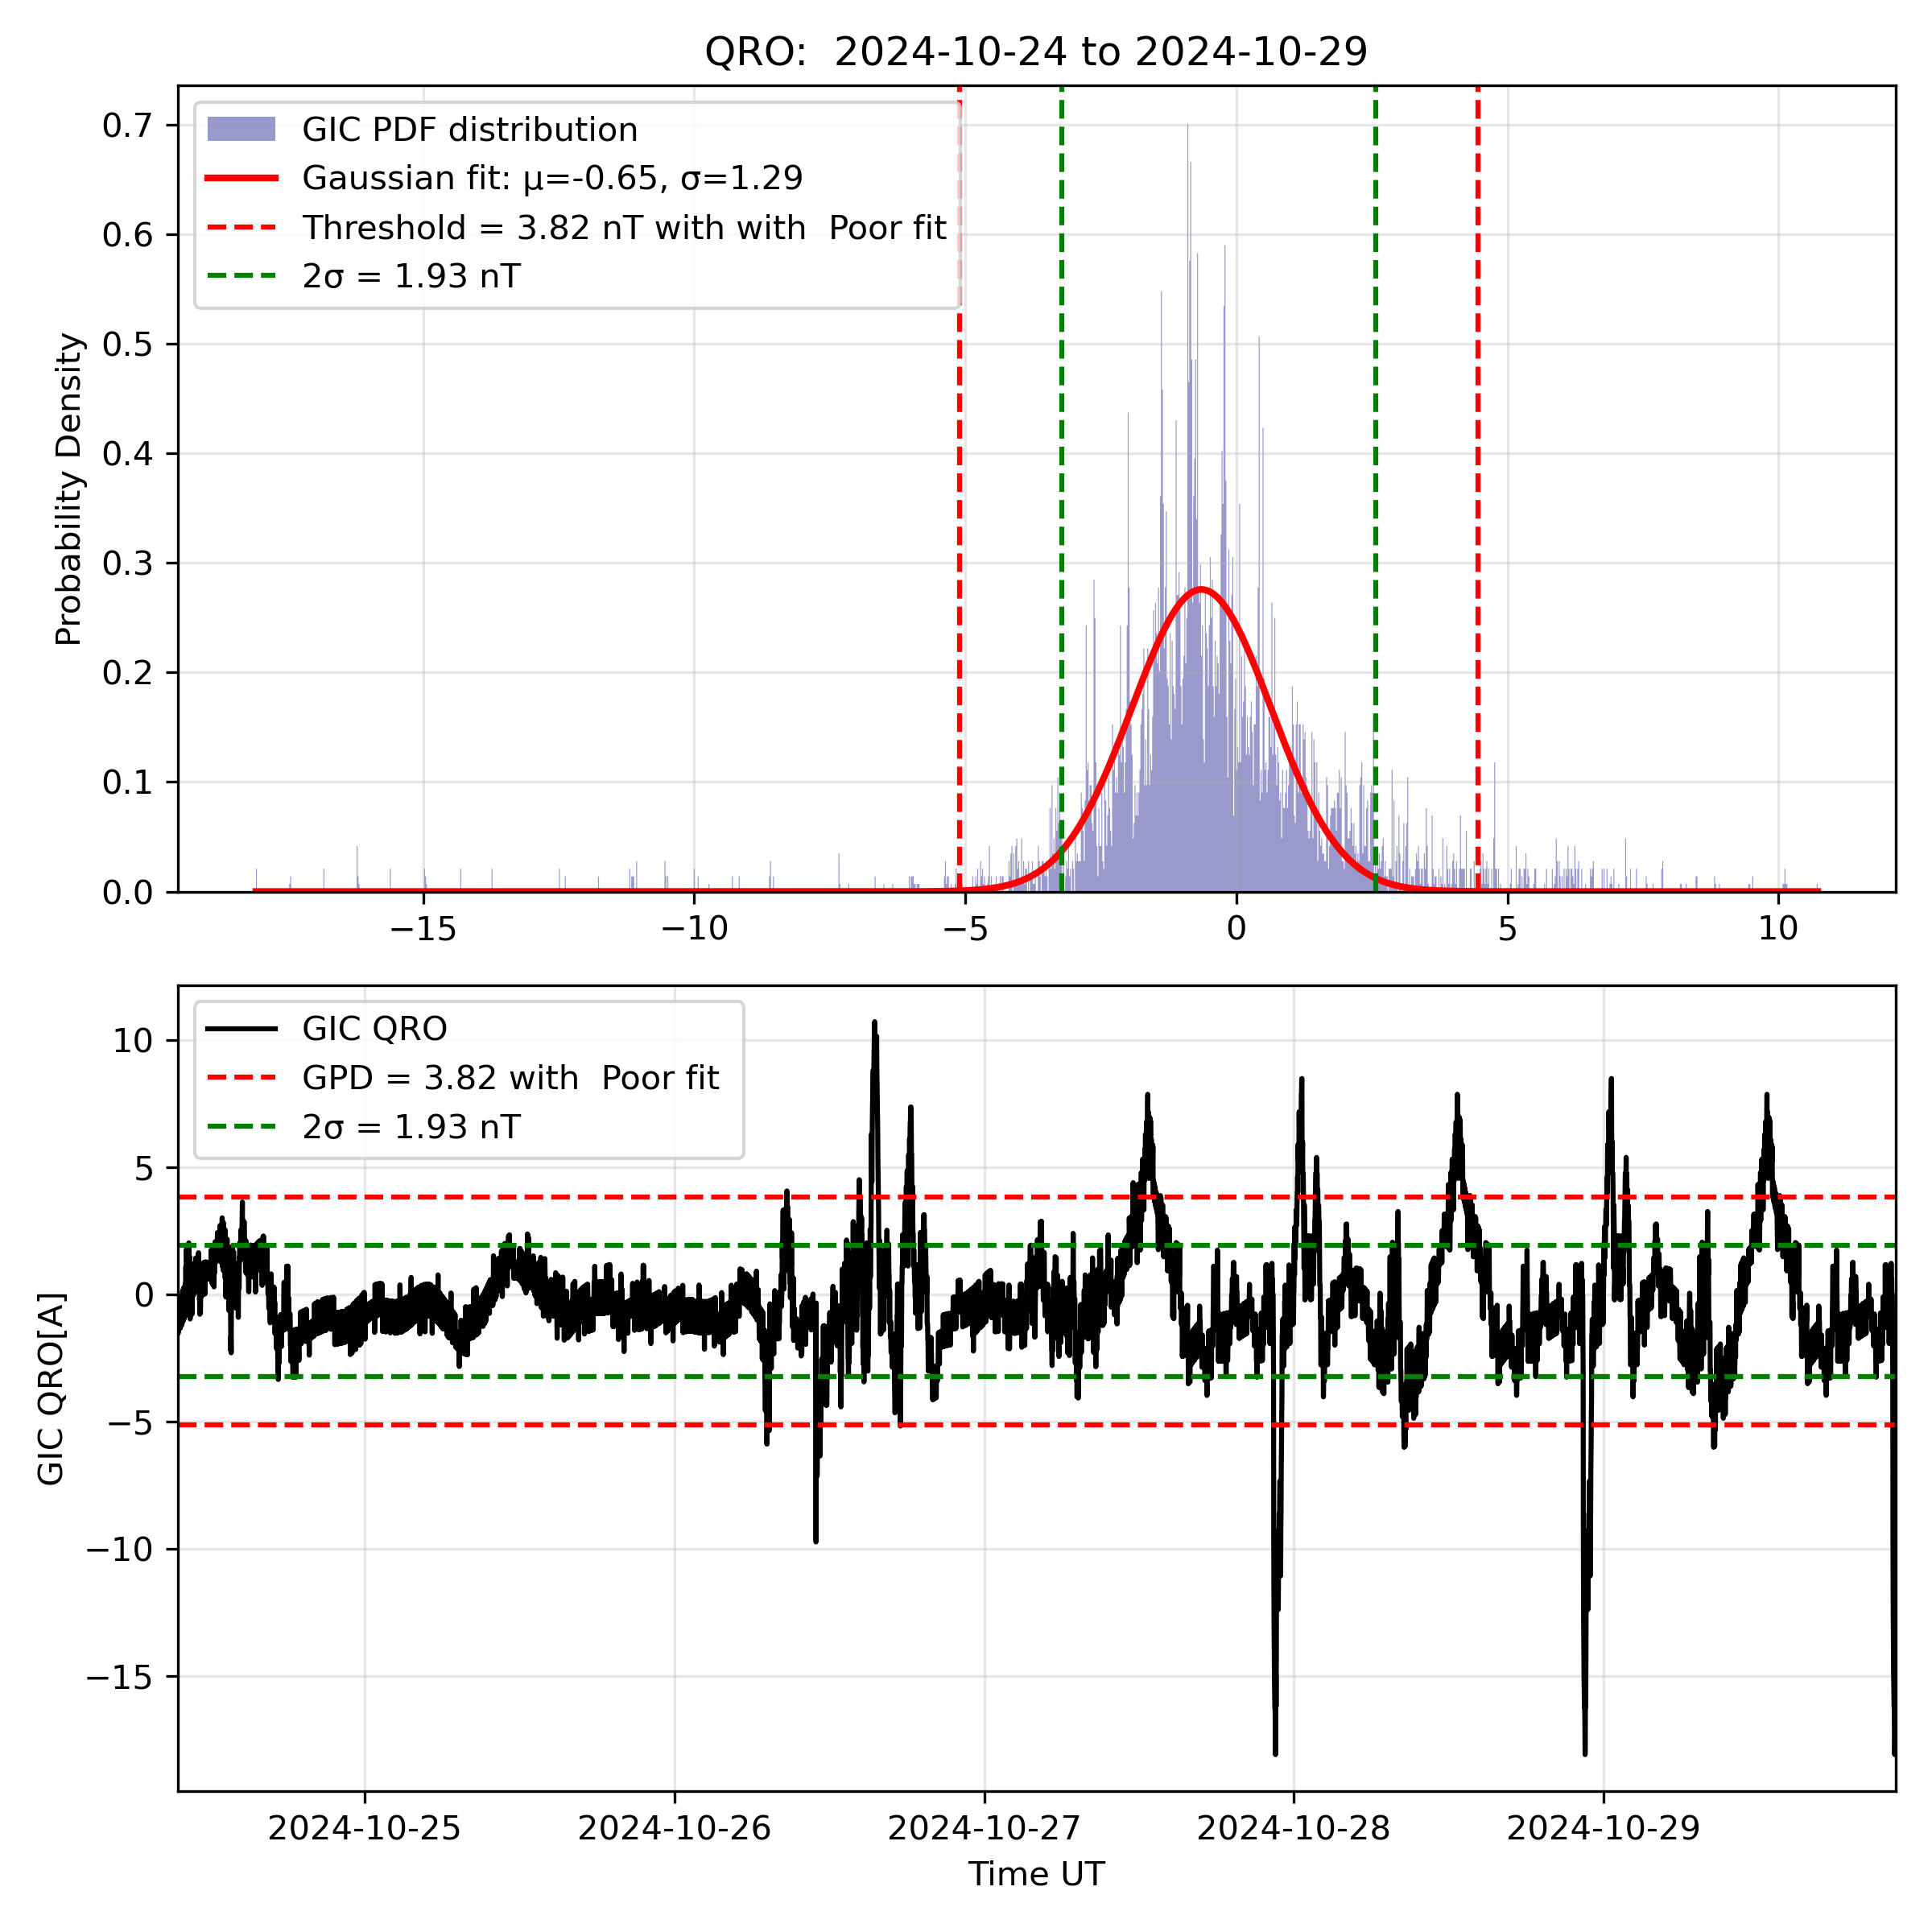 QRO:  2024-10-24 to 2024-10-29
GIC PDF distribution
Gaussian fit: μ=-0.65, σ=1.29
Threshold = 3.82 nT with with  Poor fit
2σ = 1.93 nT
Probability Density
0.7
0.6
0.5
0.4
0.3
0.2
0.1
0.0
−15 −10 −5 0 5 10
GIC QRO
GPD = 3.82 with  Poor fit
2σ = 1.93 nT
GIC QRO[A]
10
5
0
−5
−10
−15
2024-10-25 2024-10-26 2024-10-27 2024-10-28 2024-10-29
Time UT